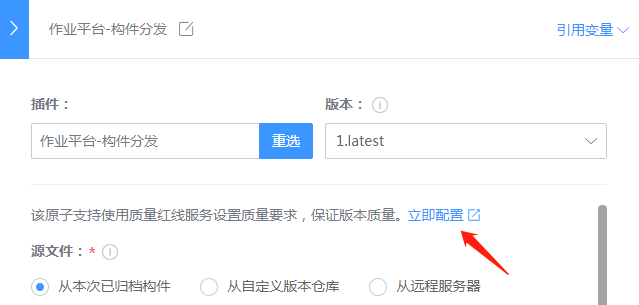 作业平台-构件分发 引用变量
插件： 版本：
作业平台-构件分发 重选 1.latest
该原子支持使用质量红线服务设置质量要求，保证版本质量。立即配置
源文件：*
从本次已归档构件 从自定义版本仓库 从远程服务器